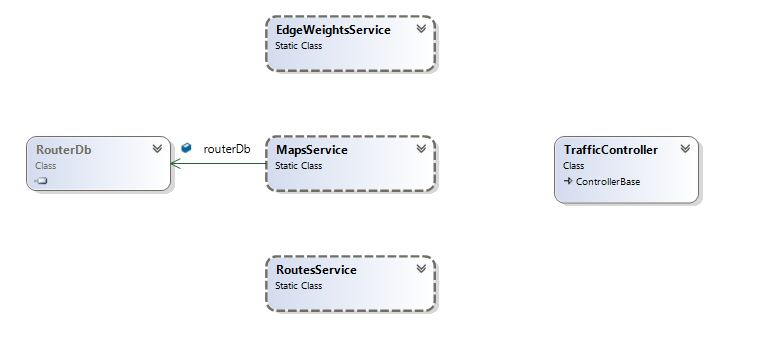 EdgeWeightsService
Static Class
RouterDb
Class
routerDb
MapsService
Static Class
TrafficController
Class
ControllerBase
RoutesService
Static Class